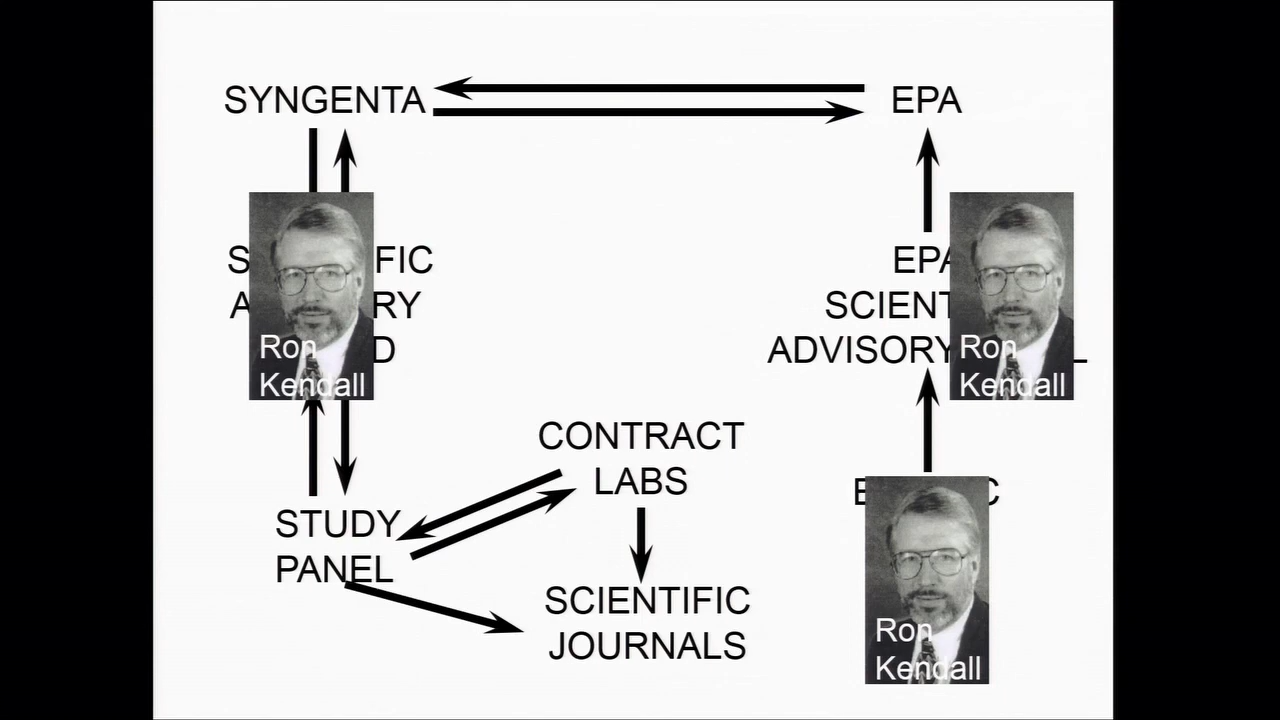 SYNGENTA
EPA
S FIC
A RY
D
Ron
Kendall
EPA
SCIENT
ADVISORY L
Ron
Kendall
CONTRACT
LABS
STUDY
PANEL
SCIENTIFIC
JOURNALS
E C
Ron
Kendall